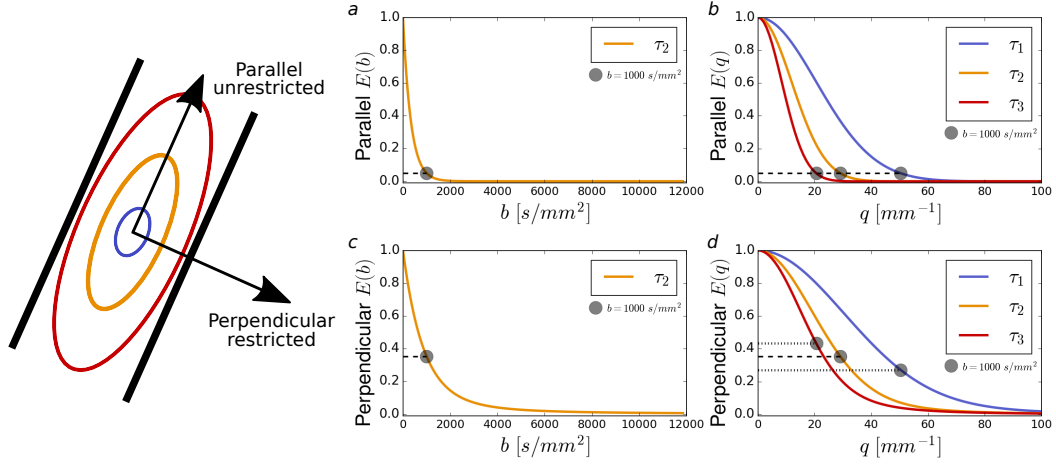 Parallel
unrestricted
Perpendicular
restricted
a
Parallel E(b)
1.0
0.8
0.6
0.4
0.2
0.0
0 2000 4000 6000 8000 10000 12000
b [s/mm²]
τ₂
b = 1000 s/mm²
b
Parallel E(q)
1.0
0.8
0.6
0.4
0.2
0.0
0 20 40 60 80 100
q [mm⁻¹]
τ₁
τ₂
τ₃
b = 1000 s/mm²
c
Perpendicular E(b)
1.0
0.8
0.6
0.4
0.2
0.0
0 2000 4000 6000 8000 10000 12000
b [s/mm²]
τ₂
b = 1000 s/mm²
d
Perpendicular E(q)
1.0
0.8
0.6
0.4
0.2
0.0
0 20 40 60 80 100
q [mm⁻¹]
τ₁
τ₂
τ₃
b = 1000 s/mm²